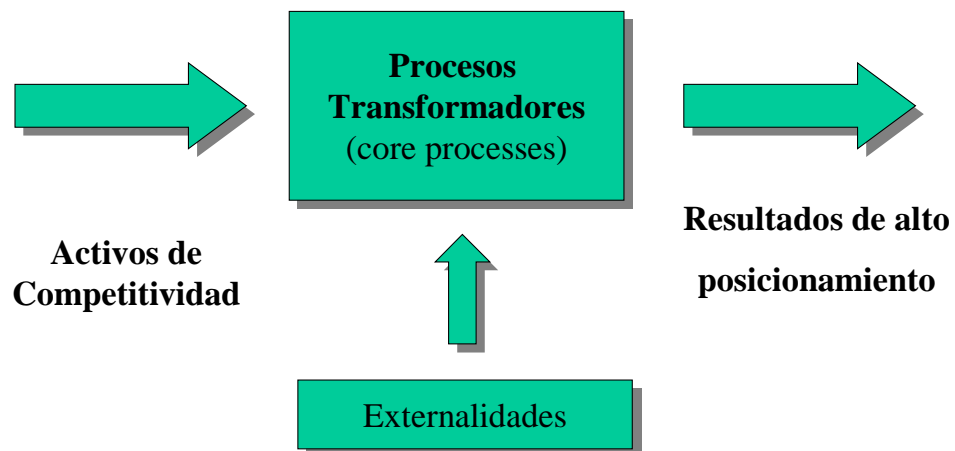 Procesos
Transformadores
(core processes)
Activos de
Competitividad
Resultados de alto
posicionamiento
Externalidades